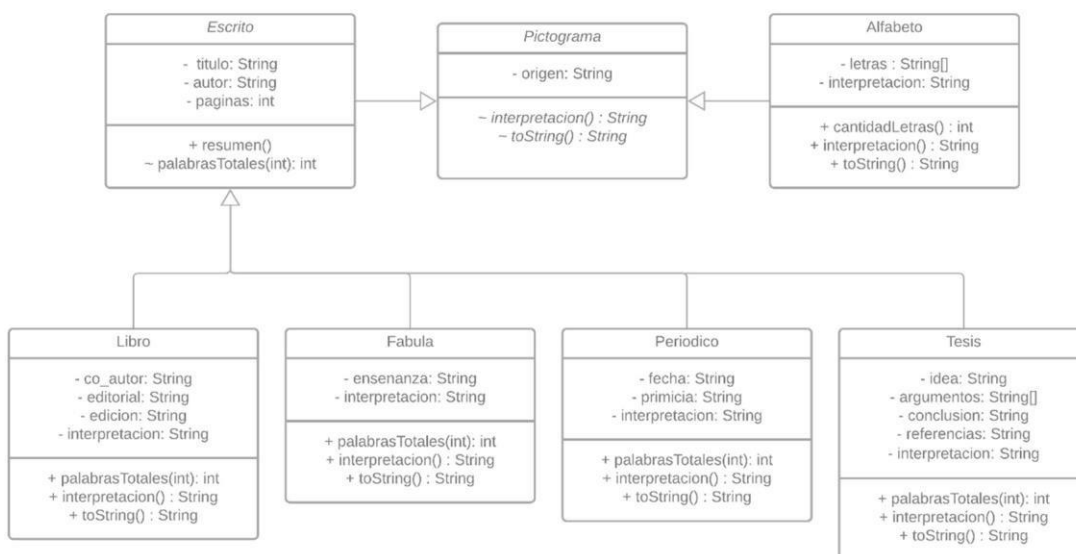 Escrito
- titulo: String
- autor: String
- paginas: int
+ resumen()
~ palabrasTotales(int): int
Pictograma
- origen: String
~ interpretacion() : String
~ toString() : String
Alfabeto
- letras : String[]
- interpretacion: String
+ cantidadLetras() : int
+ interpretacion() : String
+ toString() : String
Libro
- co_autor: String
- editorial: String
- edicion: String
- interpretacion: String
+ palabrasTotales(int): int
+ interpretacion() : String
+ toString() : String
Fabula
- ensenanza: String
- interpretacion: String
+ palabrasTotales(int): int
+ interpretacion() : String
+ toString() : String
Periodico
- fecha: String
- primicia: String
- interpretacion: String
+ palabrasTotales(int): int
+ interpretacion() : String
+ toString() : String
Tesis
- idea: String
- argumentos: String[]
- conclusion: String
- referencias: String
- interpretacion: String
+ palabrasTotales(int): int
+ interpretacion() : String
+ toString() : String